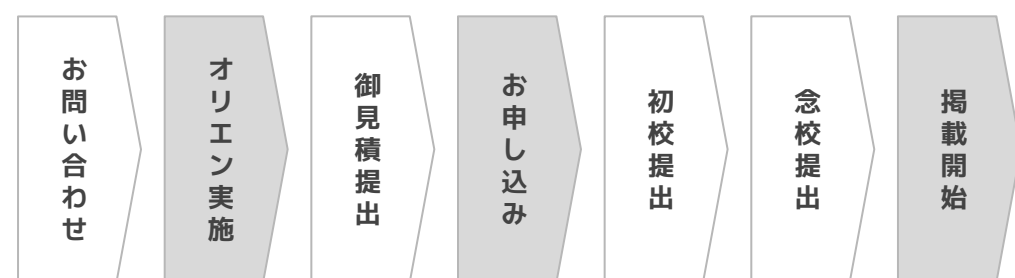 お問い合わせ
オリエン実施
御見積提出
お申し込み
初校提出
念校提出
掲載開始